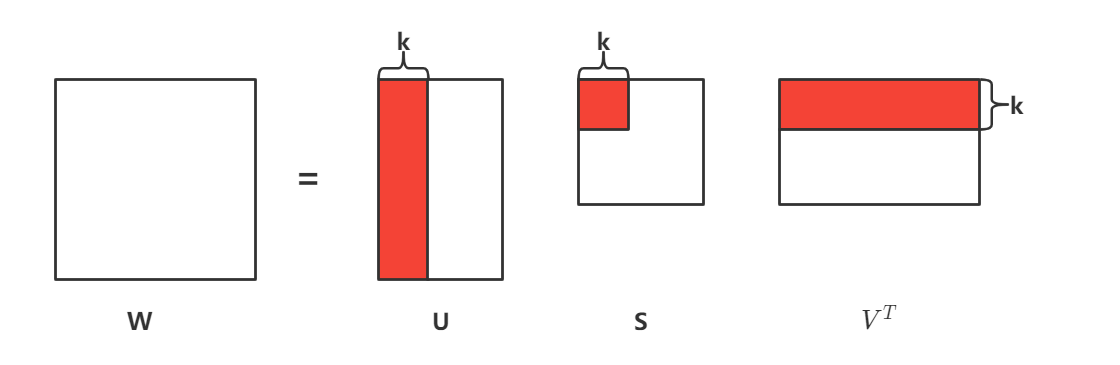 k k
k
=
W U S V^T